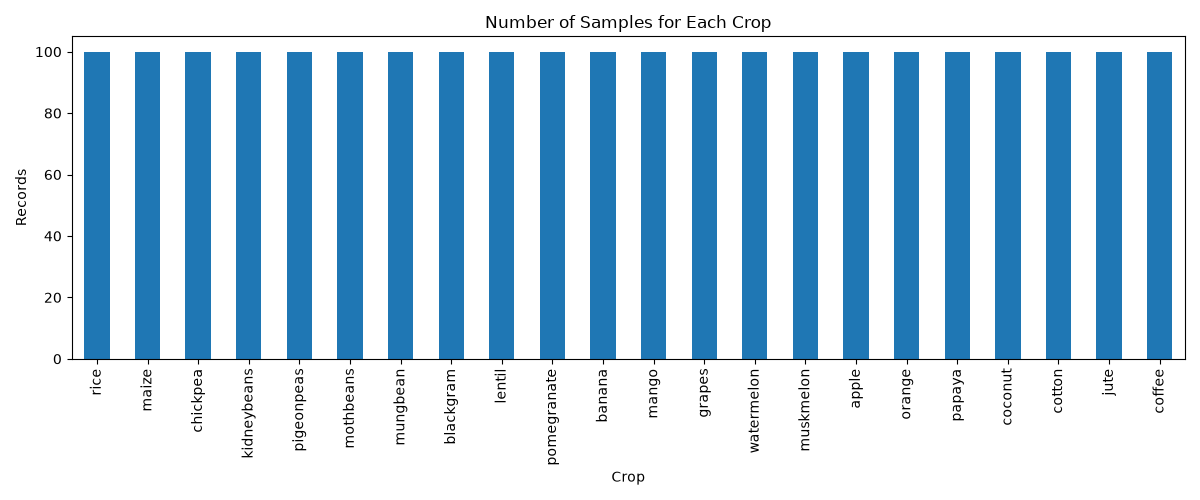 Number of Samples for Each Crop
Records
100
80
60
40
20
0
rice
maize
chickpea
kidneybeans
pigeonpeas
mothbeans
mungbean
blackgram
lentil
pomegranate
banana
mango
grapes
watermelon
muskmelon
apple
orange
papaya
coconut
cotton
jute
coffee
Crop